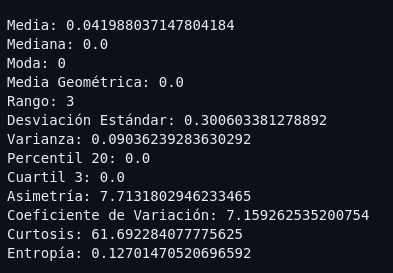 Media: 0.041988037147804184
Mediana: 0.0
Moda: 0
Media Geométrica: 0.0
Rango: 3
Desviación Estándar: 0.300603381278892
Varianza: 0.09036239283630292
Percentil 20: 0.0
Cuartil 3: 0.0
Asimetría: 7.7131802946233465
Coeficiente de Variación: 7.159262535200754
Curtosis: 61.692284077775625
Entropía: 0.12701470520696592